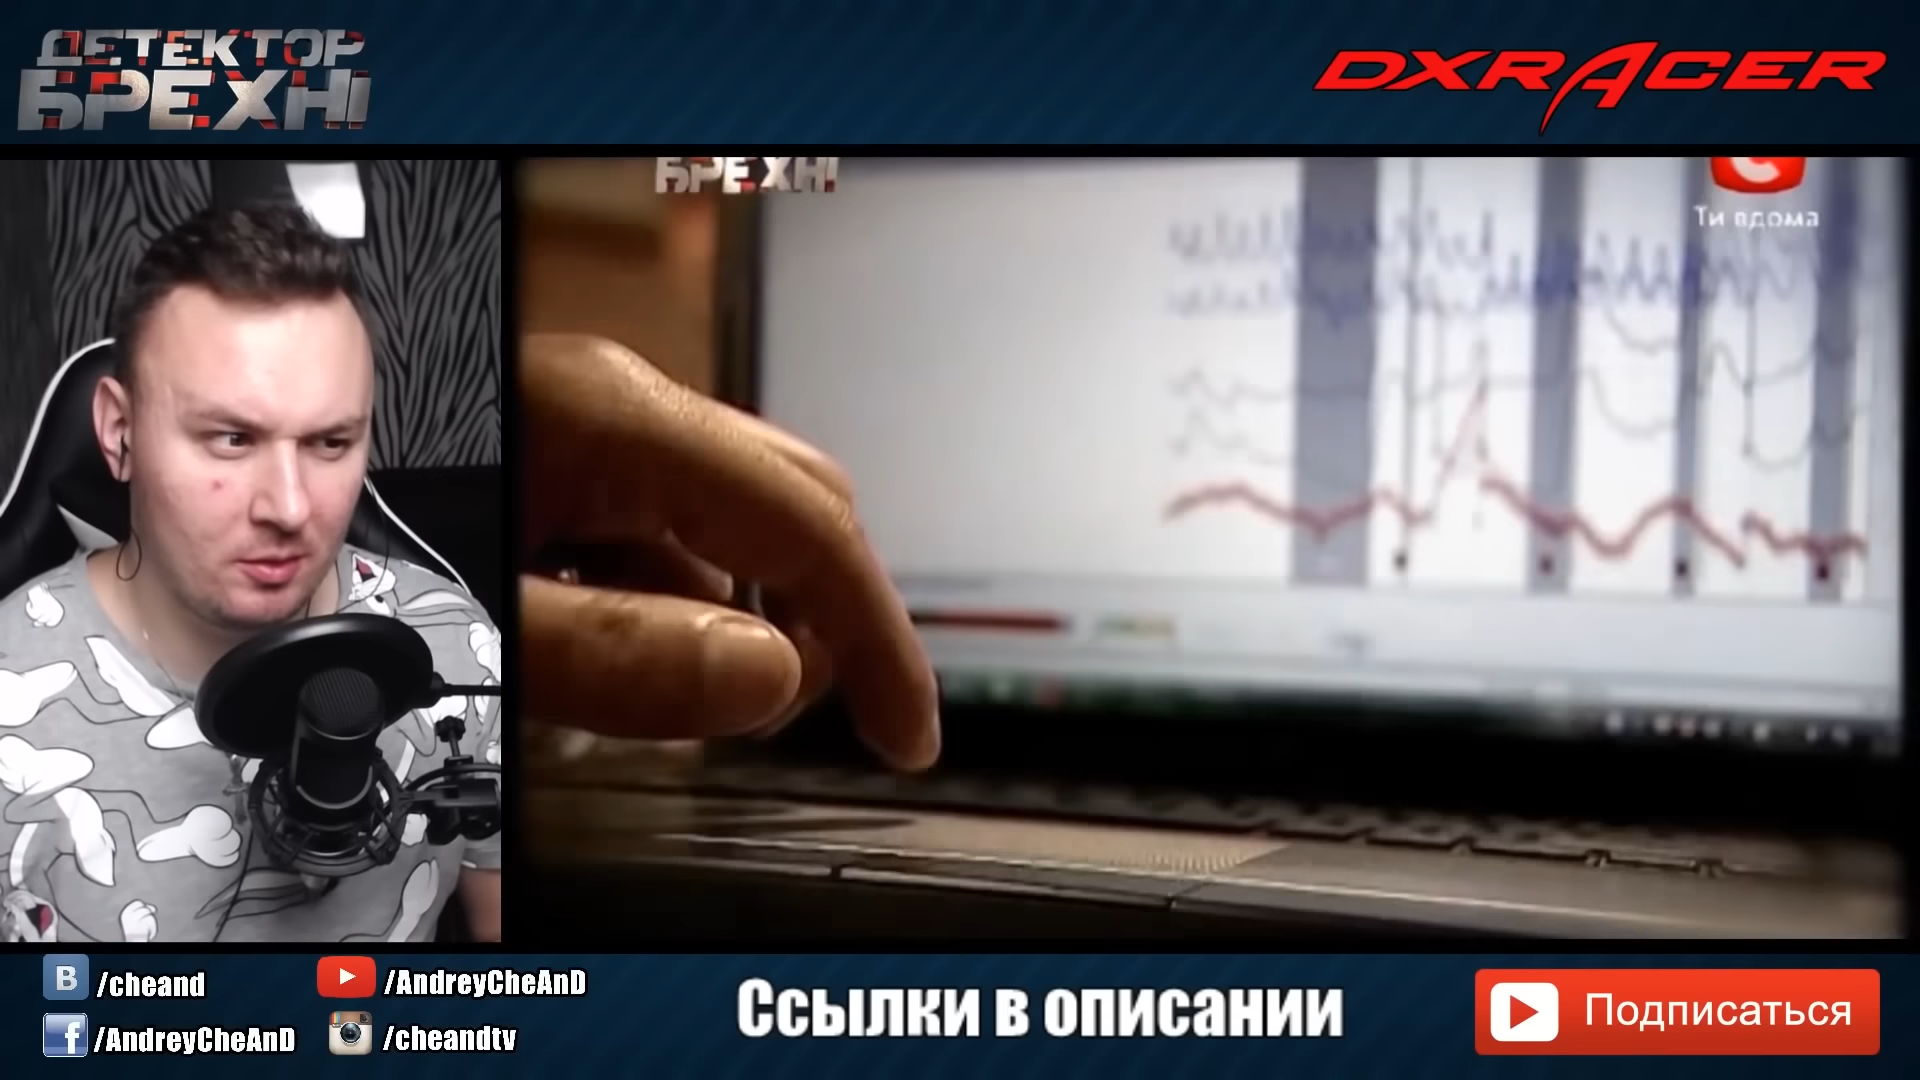 ДЕТЕКТОР
БРЕХНІ
DXRACER
БРЕХНІ
Ти вдома
/cheand
/AndreyCheAnD
/AndreyCheAnD
/cheandtv
Ссылки в описании
Подписаться